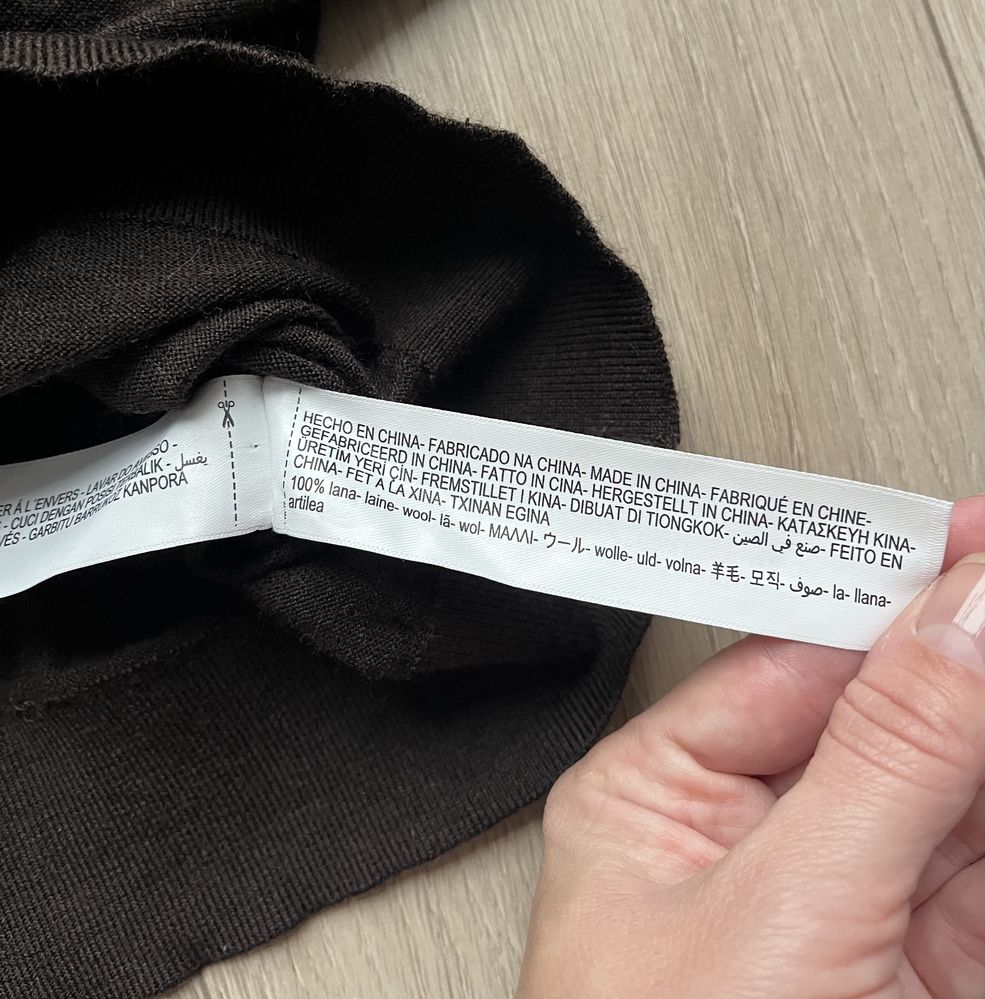 ER Á L´ENVERS - LAVAR DO AVESSO -
- CUCI DENGAN POSISI TERBALIK - يغسل
VÉS - GARBITU BARRUKOZ KANPORA
HECHO EN CHINA- FABRICADO NA CHINA- MADE IN CHINA- FABRIQUÉ EN CHINE-
GEFABRICEERD IN CHINA- FATTO IN CINA- HERGESTELLT IN CHINA- ΚΑΤΑΣΚΕΥΗ ΚΙΝΑ-
ÜRETİM YERİ ÇİN- FREMSTILLET I KINA- DIBUAT DI TIONGKOK- صنع في الصين- FEITO EN
CHINA- FET A LA XINA- TXINAN EGINA
100% lana- laine- wool- lã- wol- ΜΑΛΛΙ- ウール- wolle- uld- volna- 羊毛- 모직- صوف- la- llana-
artilea